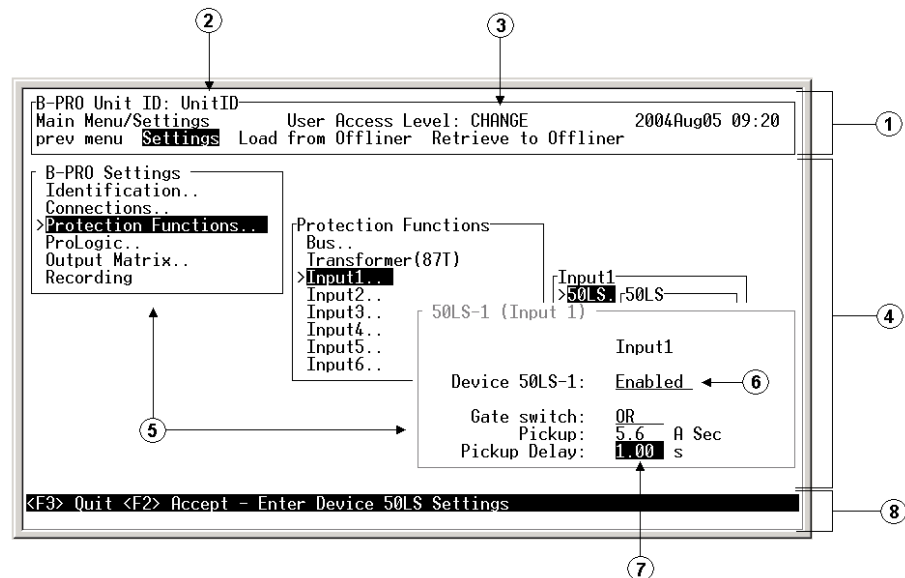 2
3
B-PRO Unit ID: UnitID
Main Menu/Settings User Access Level: CHANGE 2004Aug05 09:20
prev menu Settings Load from Offliner Retrieve to Offliner
1
B-PRO Settings
Identification..
Connections..
>Protection Functions..
ProLogic..
Output Matrix..
Recording
Protection Functions
Bus..
Transformer(87T)
>Input1..
Input2..
Input3..
Input4..
Input5..
Input6..
Input1
>50LS. 50LS
50LS-1 (Input 1)
Input1
Device 50LS-1: Enabled
Gate switch: OR
Pickup: 5.6 A Sec
Pickup Delay: 1.00 s
4
6
5
<F3> Quit <F2> Accept - Enter Device 50LS Settings
8
7